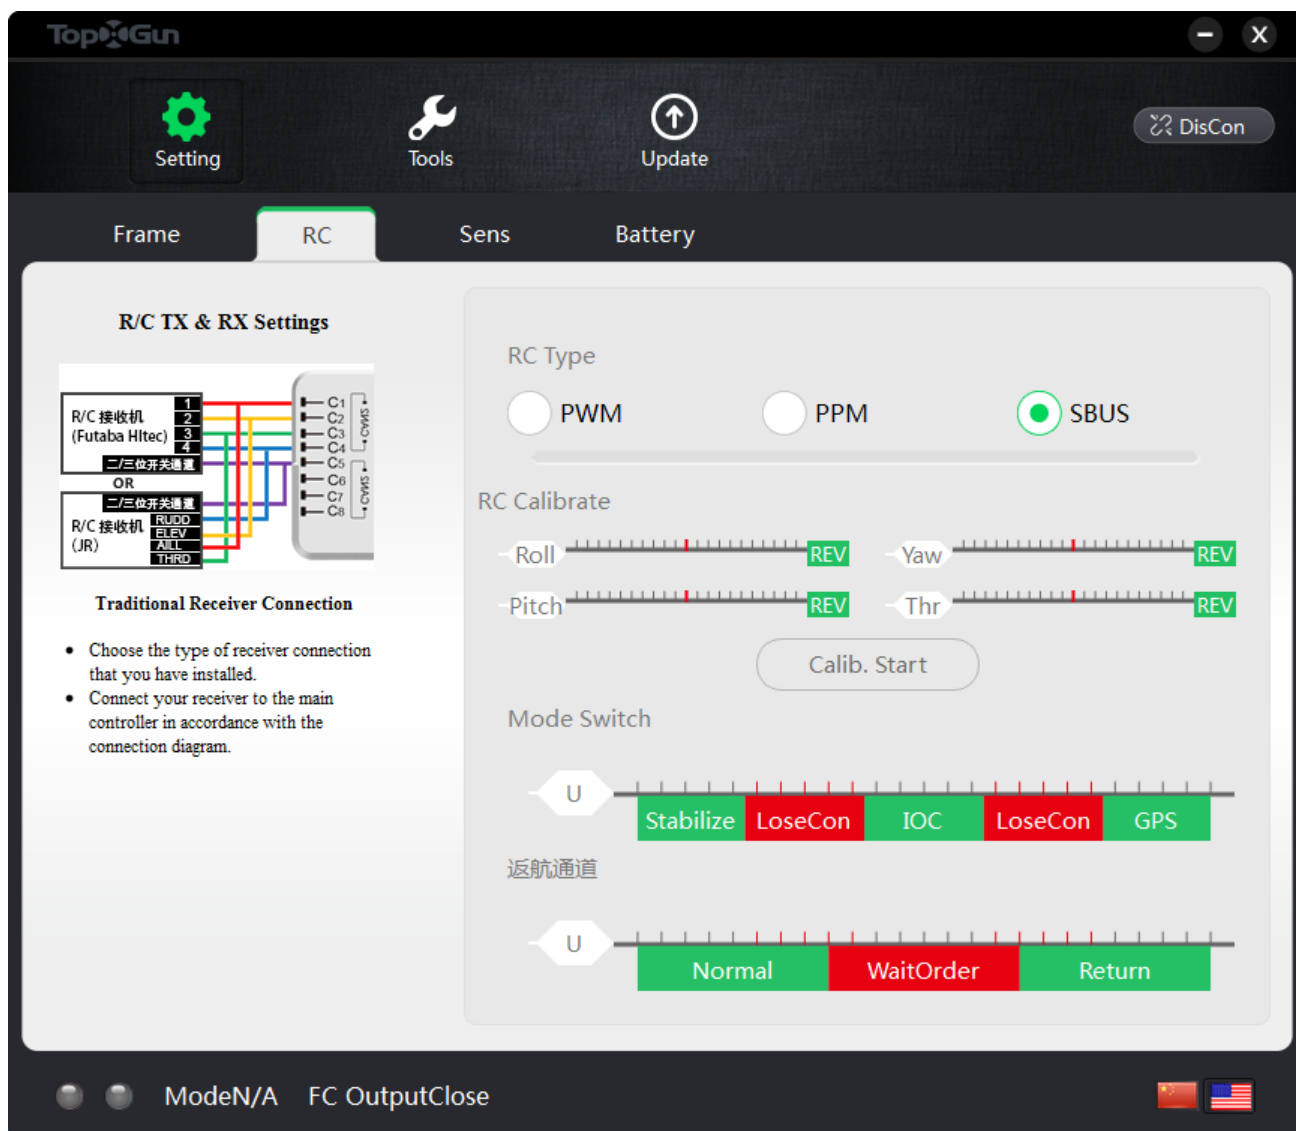 TopXGun
Setting
Tools
Update
DisCon
Frame
RC
Sens
Battery
R/C TX & RX Settings
R/C 接收机
(Futaba HItec)
1
2
3
4
二/三位开关通道
OR
二/三位开关通道
R/C 接收机
(JR)
RUDD
ELEV
AILL
THRD
C1
C2
C3
C4
C5
C6
C7
C8
Traditional Receiver Connection
• Choose the type of receiver connection
that you have installed.
• Connect your receiver to the main
controller in accordance with the
connection diagram.
RC Type
PWM
PPM
SBUS
RC Calibrate
Roll
REV
Yaw
REV
Pitch
REV
Thr
REV
Calib. Start
Mode Switch
U
Stabilize
LoseCon
IOC
LoseCon
GPS
返航通道
U
Normal
WaitOrder
Return
ModeN/A
FC OutputClose